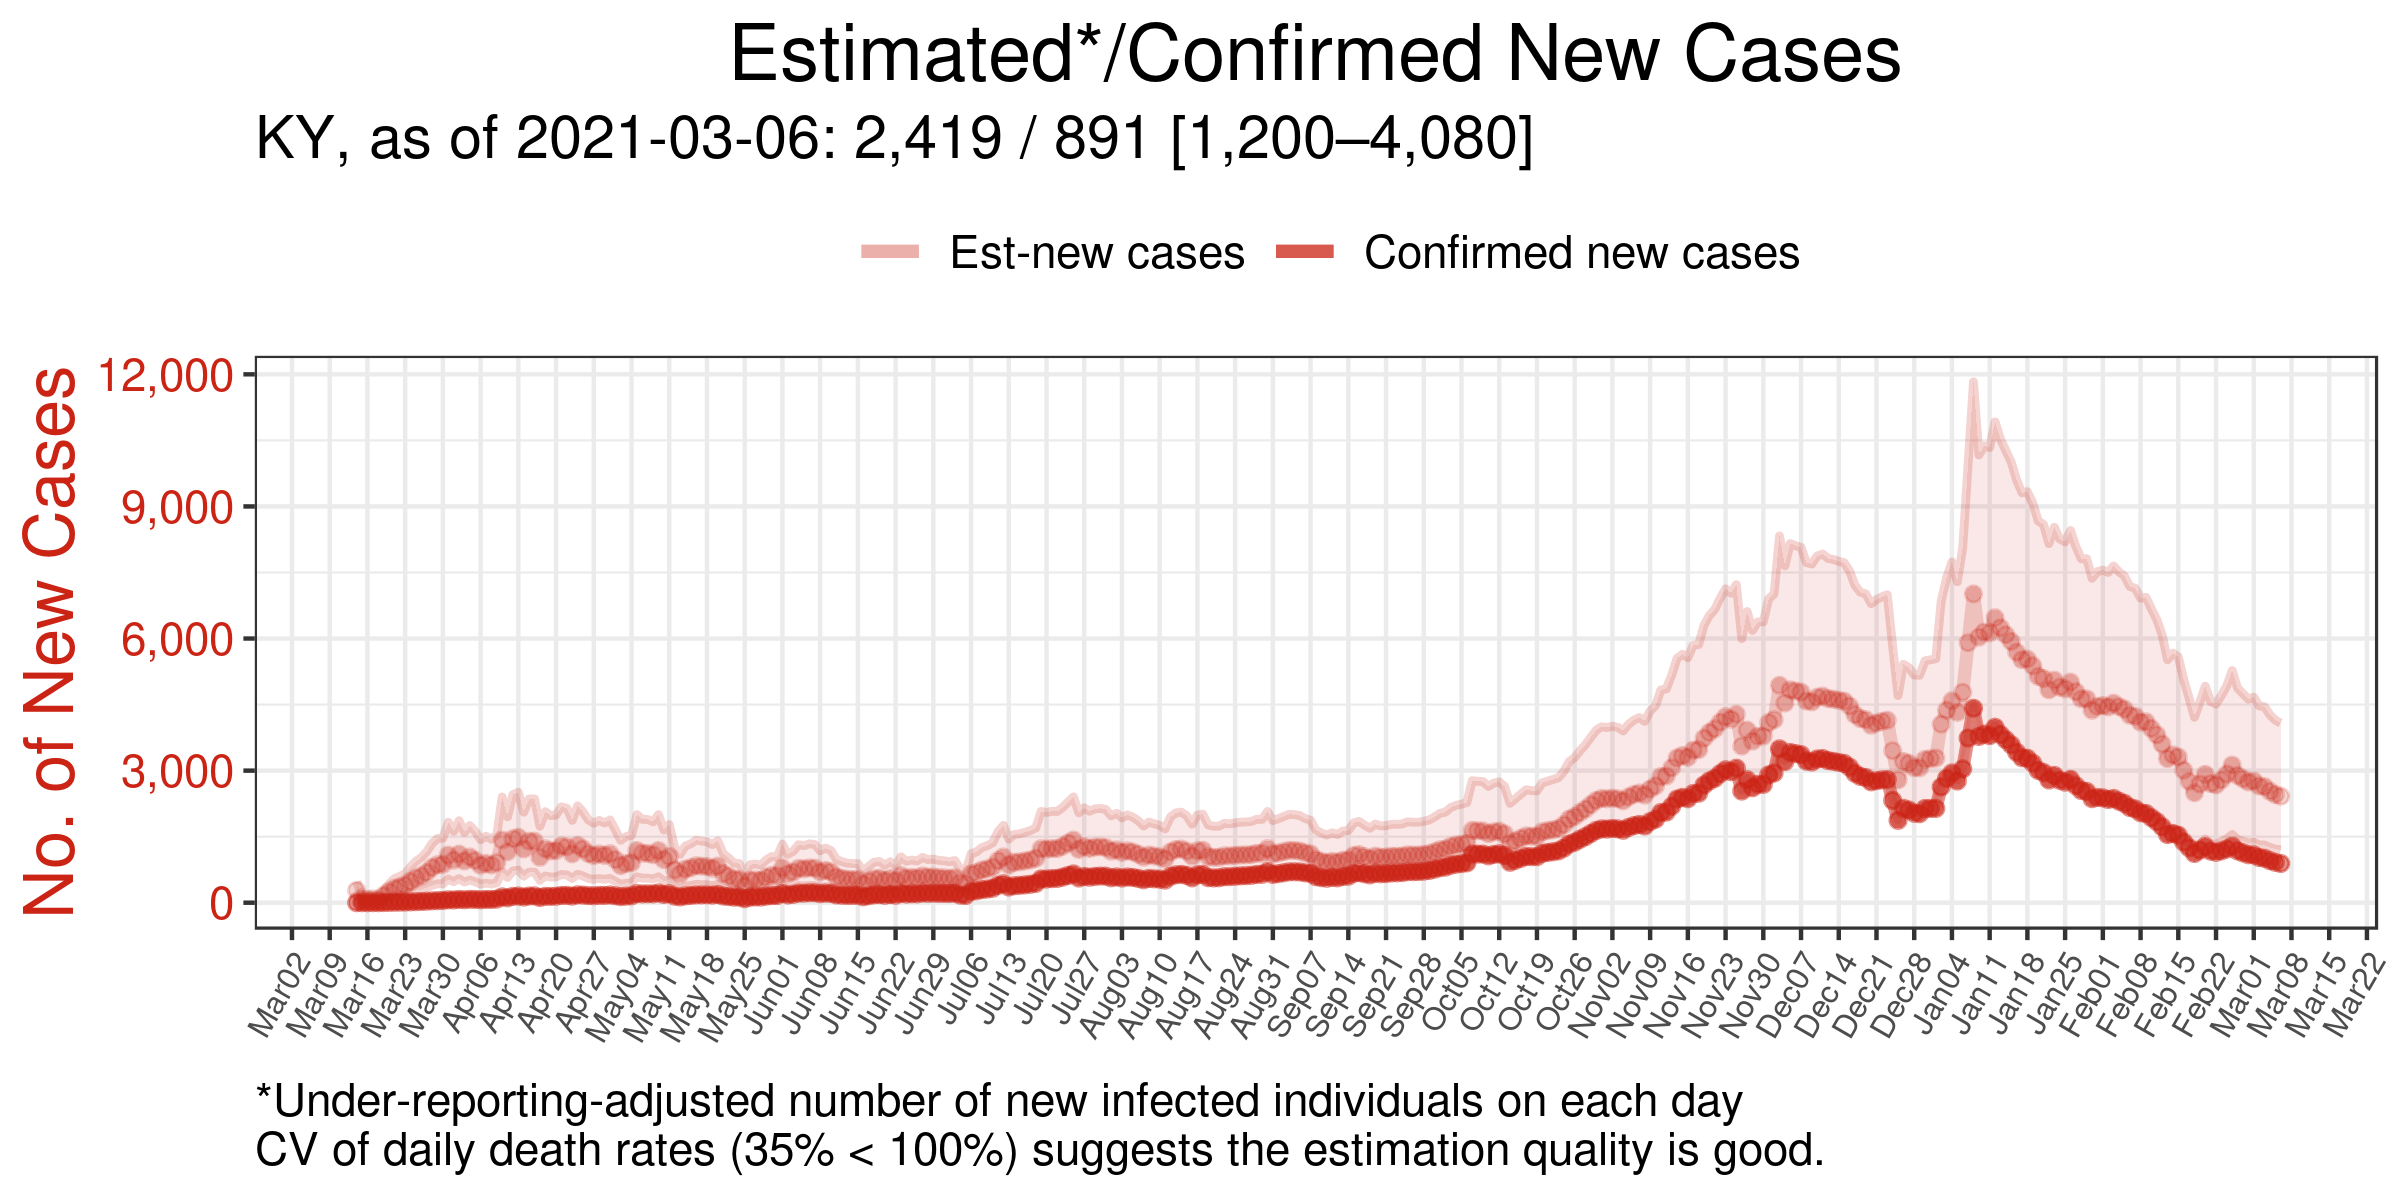 Estimated*/Confirmed New Cases
KY, as of 2021-03-06: 2,419 / 891 [1,200–4,080]
Est-new cases Confirmed new cases
No. of New Cases
12,000
9,000
6,000
3,000
0
Mar02 Mar09 Mar16 Mar23 Mar30 Apr06 Apr13 Apr20 Apr27 May04 May11 May18 May25 Jun01 Jun08 Jun15 Jun22 Jun29 Jul06 Jul13 Jul20 Jul27 Aug03 Aug10 Aug17 Aug24 Aug31 Sep07 Sep14 Sep21 Sep28 Oct05 Oct12 Oct19 Oct26 Nov02 Nov09 Nov16 Nov23 Nov30 Dec07 Dec14 Dec21 Dec28 Jan04 Jan11 Jan18 Jan25 Feb01 Feb08 Feb15 Feb22 Mar01 Mar08 Mar15 Mar22
*Under-reporting-adjusted number of new infected individuals on each day
CV of daily death rates (35% < 100%) suggests the estimation quality is good.